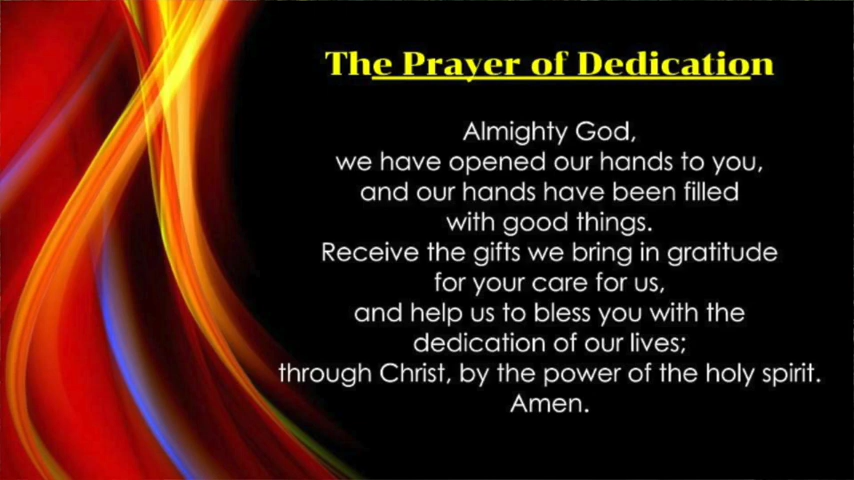 The Prayer of Dedication
Almighty God,
we have opened our hands to you,
and our hands have been filled
with good things.
Receive the gifts we bring in gratitude
for your care for us,
and help us to bless you with the
dedication of our lives;
through Christ, by the power of the holy spirit.
Amen.